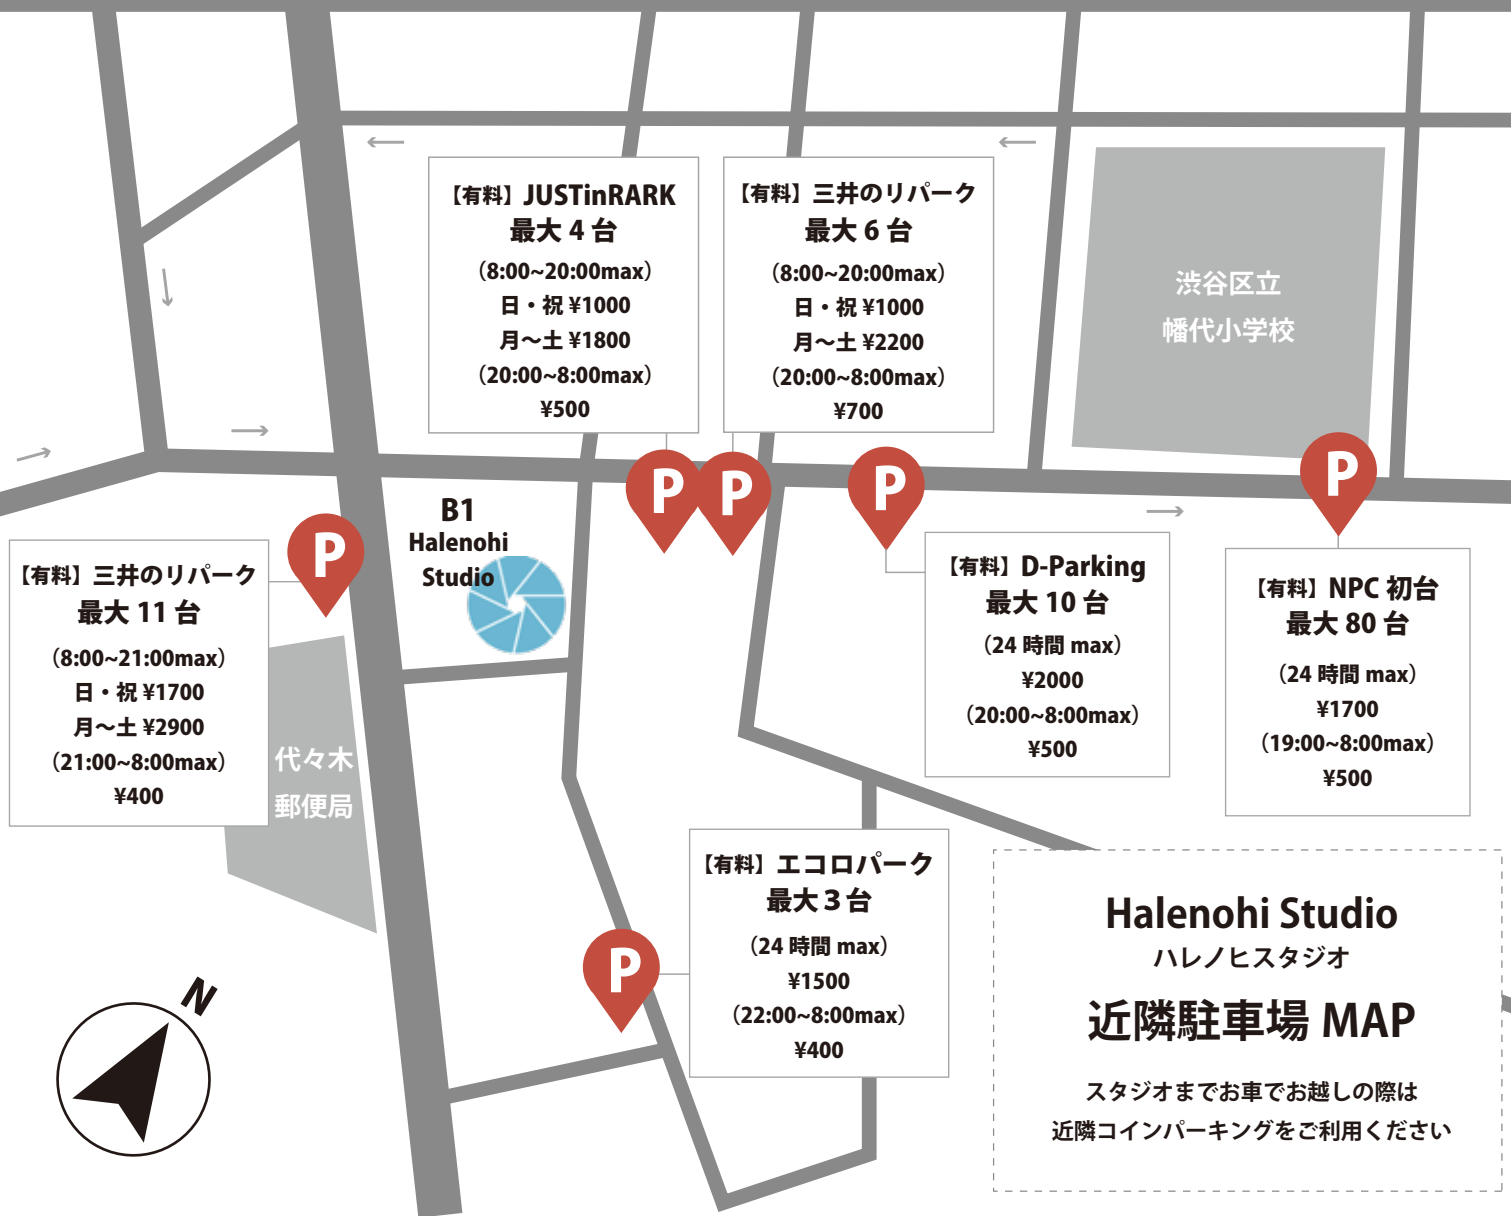 【有料】JUSTinRARK
最大 4 台
（8:00~20:00max）
日・祝 ¥1000
月〜土 ¥1800
（20:00~8:00max）
¥500
【有料】三井のリパーク
最大 6 台
（8:00~20:00max）
日・祝 ¥1000
月〜土 ¥2200
（20:00~8:00max）
¥700
渋谷区立
幡代小学校
P
P
P
P
B1
Halenohi
Studio
P
【有料】三井のリパーク
最大 11 台
（8:00~21:00max）
日・祝 ¥1700
月〜土 ¥2900
（21:00~8:00max）
¥400
代々木
郵便局
【有料】D-Parking
最大 10 台
（24 時間 max）
¥2000
（20:00~8:00max）
¥500
【有料】NPC 初台
最大 80 台
（24 時間 max）
¥1700
（19:00~8:00max）
¥500
【有料】エコロパーク
最大 3 台
（24 時間 max）
¥1500
（22:00~8:00max）
¥400
P
N
Halenohi Studio
ハレノヒスタジオ
近隣駐車場 MAP
スタジオまでお車でお越しの際は
近隣コインパーキングをご利用ください